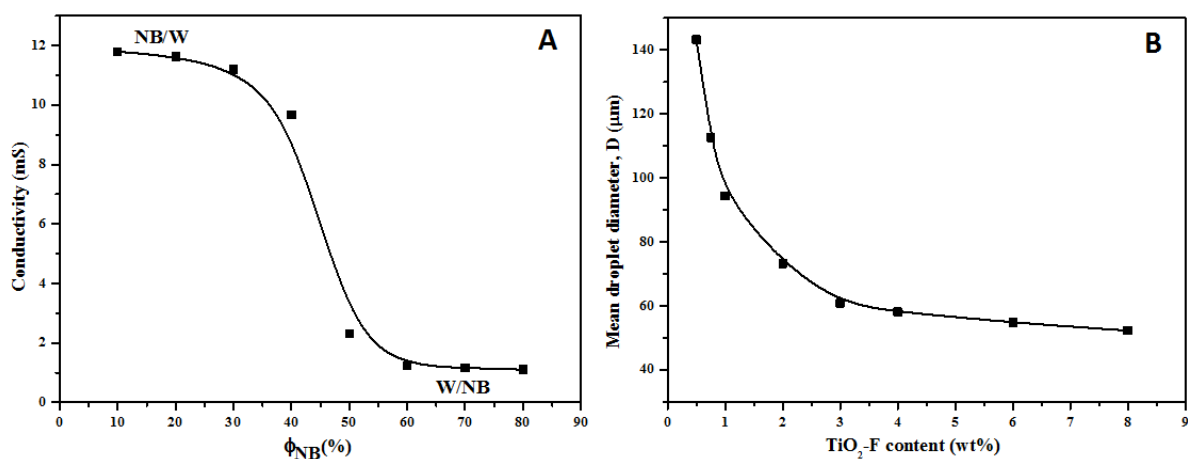 A
NB/W
W/NB
Conductivity (mS)
12
10
8
6
4
2
0
0 10 20 30 40 50 60 70 80 90
ϕNB(%)
B
Mean droplet diameter, D (μm)
140
120
100
80
60
40
0 1 2 3 4 5 6 7 8 9
TiO₂-F content (wt%)